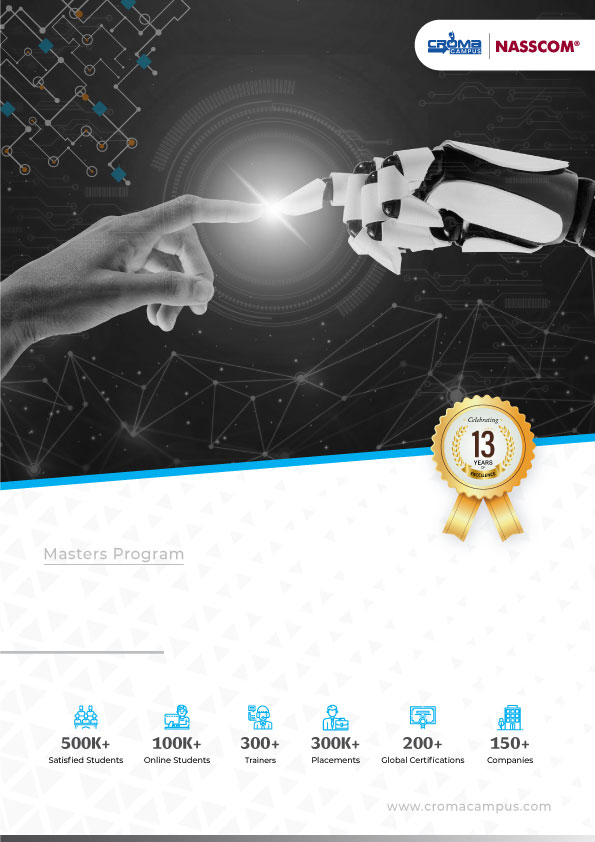 CROMA CAMPUS NASSCOM®
Celebrating
13
YEARS
OF
EXCELLENCE
Masters Program
500K+ 100K+ 300+ 300K+ 200+ 150+
Satisfied Students Online Students Trainers Placements Global Certifications Companies
www.cromacampus.com